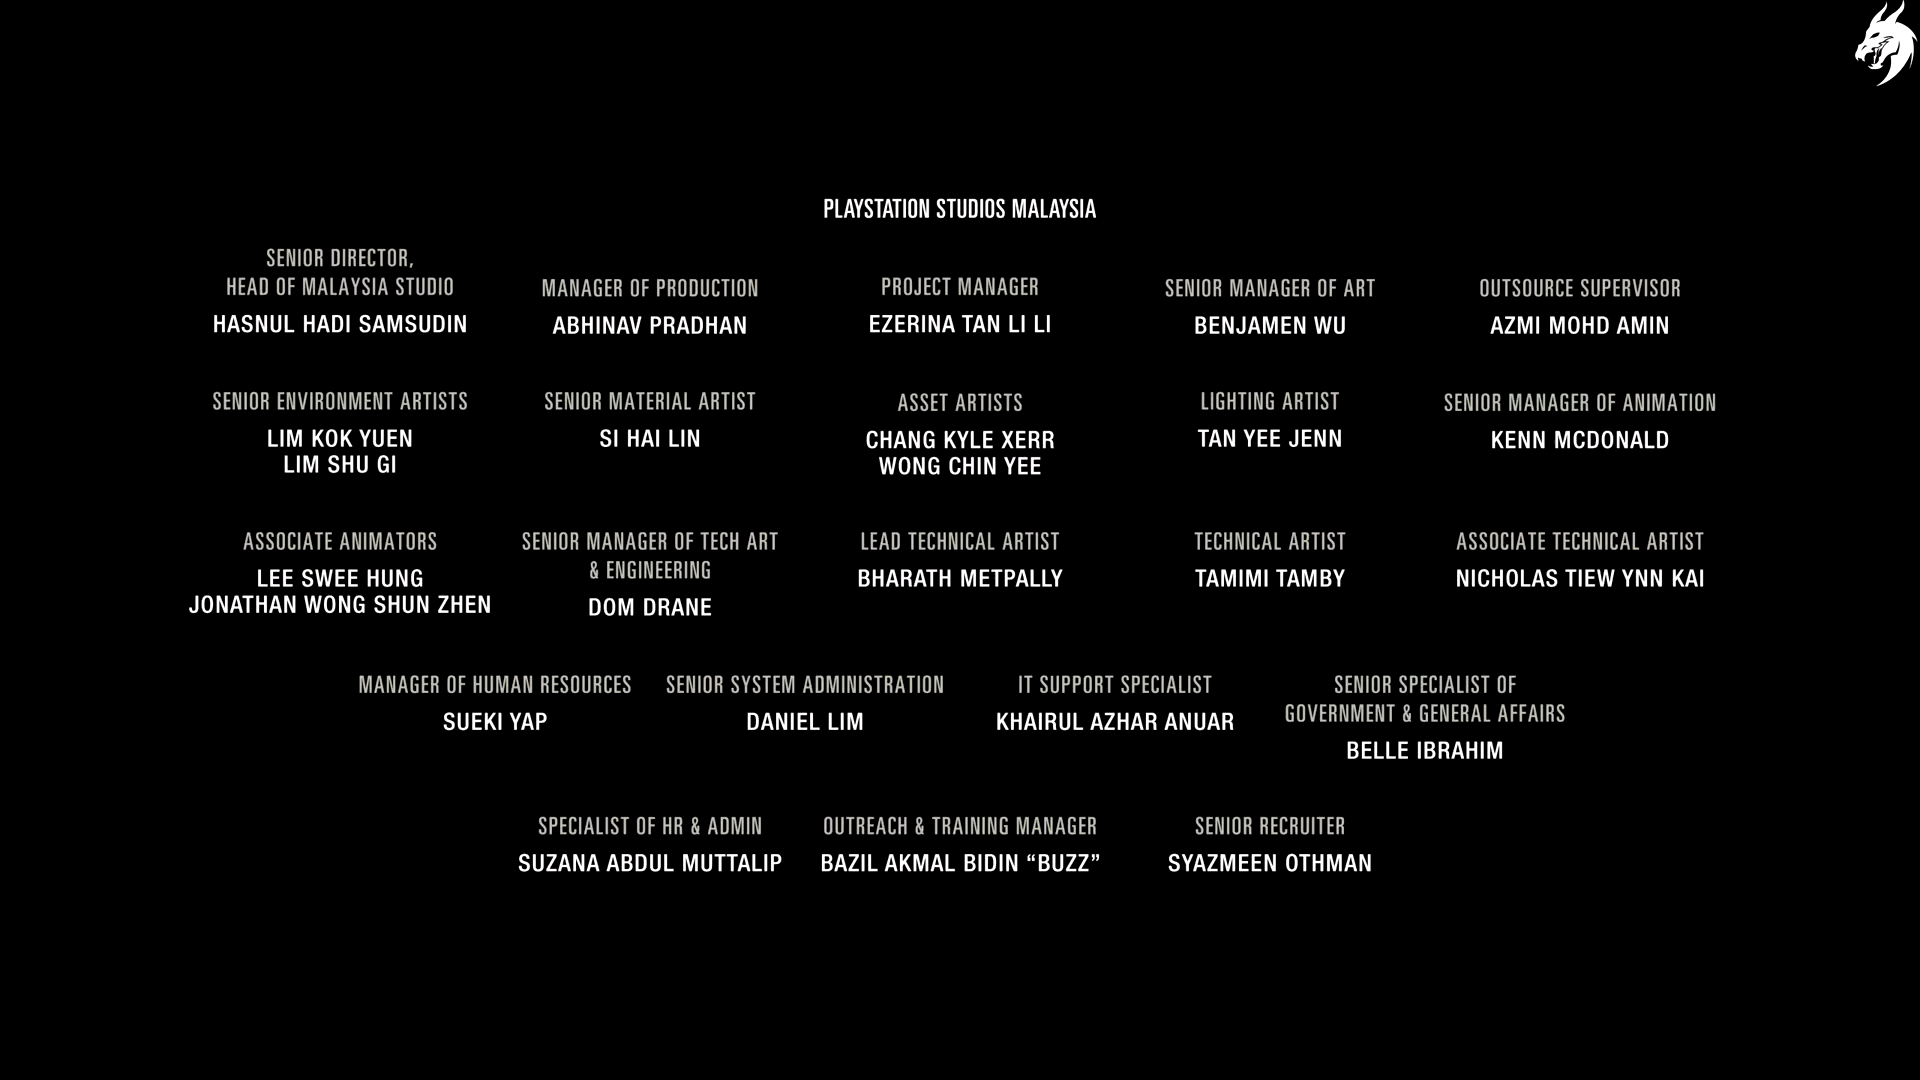 PLAYSTATION STUDIOS MALAYSIA
SENIOR DIRECTOR,
HEAD OF MALAYSIA STUDIO
HASNUL HADI SAMSUDIN
MANAGER OF PRODUCTION
ABHINAV PRADHAN
PROJECT MANAGER
EZERINA TAN LI LI
SENIOR MANAGER OF ART
BENJAMEN WU
OUTSOURCE SUPERVISOR
AZMI MOHD AMIN
SENIOR ENVIRONMENT ARTISTS
LIM KOK YUEN
LIM SHU GI
SENIOR MATERIAL ARTIST
SI HAI LIN
ASSET ARTISTS
CHANG KYLE XERR
WONG CHIN YEE
LIGHTING ARTIST
TAN YEE JENN
SENIOR MANAGER OF ANIMATION
KENN MCDONALD
ASSOCIATE ANIMATORS
LEE SWEE HUNG
JONATHAN WONG SHUN ZHEN
SENIOR MANAGER OF TECH ART
& ENGINEERING
DOM DRANE
LEAD TECHNICAL ARTIST
BHARATH METPALLY
TECHNICAL ARTIST
TAMIMI TAMBY
ASSOCIATE TECHNICAL ARTIST
NICHOLAS TIEW YNN KAI
MANAGER OF HUMAN RESOURCES
SUEKI YAP
SENIOR SYSTEM ADMINISTRATION
DANIEL LIM
IT SUPPORT SPECIALIST
KHAIRUL AZHAR ANUAR
SENIOR SPECIALIST OF
GOVERNMENT & GENERAL AFFAIRS
BELLE IBRAHIM
SPECIALIST OF HR & ADMIN
SUZANA ABDUL MUTTALIP
OUTREACH & TRAINING MANAGER
BAZIL AKMAL BIDIN “BUZZ”
SENIOR RECRUITER
SYAZMEEN OTHMAN